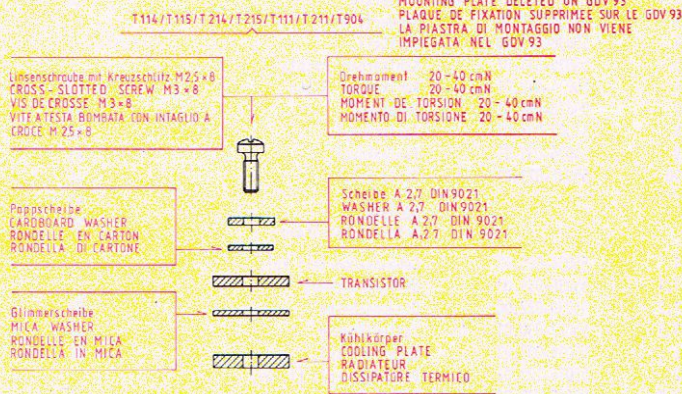 MOUNTING PLATE DELETED ON GDV 93
PLAQUE DE FIXATION SUPPRIMEE SUR LE GDV 93
LA PIASTRA DI MONTAGGIO NON VIENE
IMPIEGATA NEL GDV 93
T114/T115/T214/T215/T111/T211/T904
Linsenschraube mit Kreuzschlitz M2,5×8
CROSS-SLOTTED SCREW M3×8
VIS DE CROSSE M3×8
VITE A TESTA BOMBATA CON INTAGLIO A
CROCE M 2,5×8
Drehmoment 20-40 cmN
TORQUE 20-40 cmN
MOMENT DE TORSION 20-40 cmN
MOMENTO DI TORSIONE 20-40 cmN
Pappscheibe
CARDBOARD WASHER
RONDELLE EN CARTON
RONDELLA DI CARTONE
Scheibe A 2,7 DIN 9021
WASHER A 2,7 DIN 9021
RONDELLE A 2,7 DIN 9021
RONDELLA A,2 7 DIN 9021
TRANSISTOR
Glimmerscheibe
MICA WASHER
RONDELLE EN MICA
RONDELLA IN MICA
Kühlkörper
COOLING PLATE
RADIATEUR
DISSIPATORE TERMICO